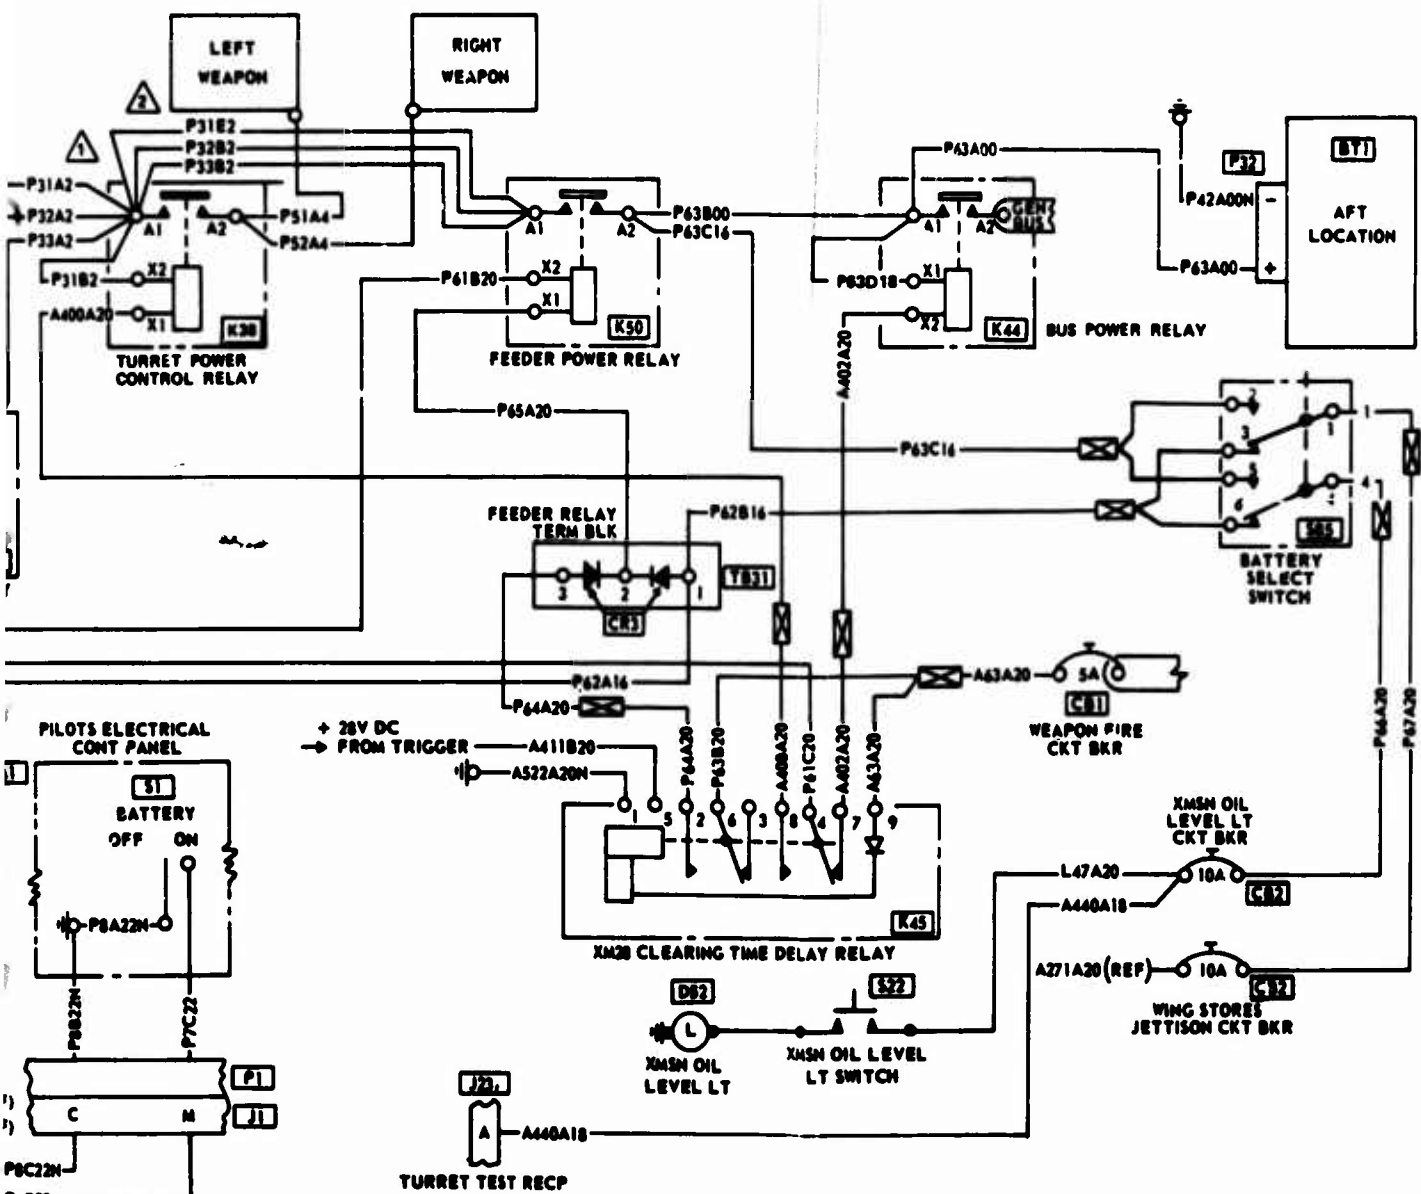 LEFT
WEAPON
RIGHT
WEAPON
2
1
P31E2
P32B2
P33B2
P31A2
P32A2
P33A2
A1
A2
P51A4
P52A4
P31B2
X2
A400A20
X1
K38
TURRET POWER
CONTROL RELAY
A1
A2
P63B00
P63C16
P61B20
X2
X1
K50
FEEDER POWER RELAY
P63A00
A1
A2
GEN
BUS
P63D18
X1
X2
K44
BUS POWER RELAY
A402A20
P32
BT1
P42A00N
-
AFT
LOCATION
P63A00
+
P65A20
P63C16
2
3
5
6
1
4
1
4
SB5
BATTERY
SELECT
SWITCH
P62B16
FEEDER RELAY
TERM BLK
3
2
1
TB31
CR3
P62A16
P64A20
A63A20
5A
CB1
WEAPON FIRE
CKT BKR
P66A20
P67A20
PILOTS ELECTRICAL
CONT PANEL
+ 28V DC
FROM TRIGGER
A411B20
A522A20N
P64A20
P63B20
A400A20
P61C20
A402A20
A63A20
S1
BATTERY
OFF
ON
P8A22N
1
5
2
6
3
8
4
7
9
K45
XM28 CLEARING TIME DELAY RELAY
XMSN OIL
LEVEL LT
CKT BKR
L47A20
10A
CB2
A440A18
A271A20 (REF)
10A
CB2
WING STORES
JETTISON CKT BKR
DS2
S22
L
XMSN OIL
LEVEL LT
XMSN OIL LEVEL
LT SWITCH
P8B22N
P7C22
P1
C
M
J1
P8C22N
J23
A
A440A18
TURRET TEST RECP